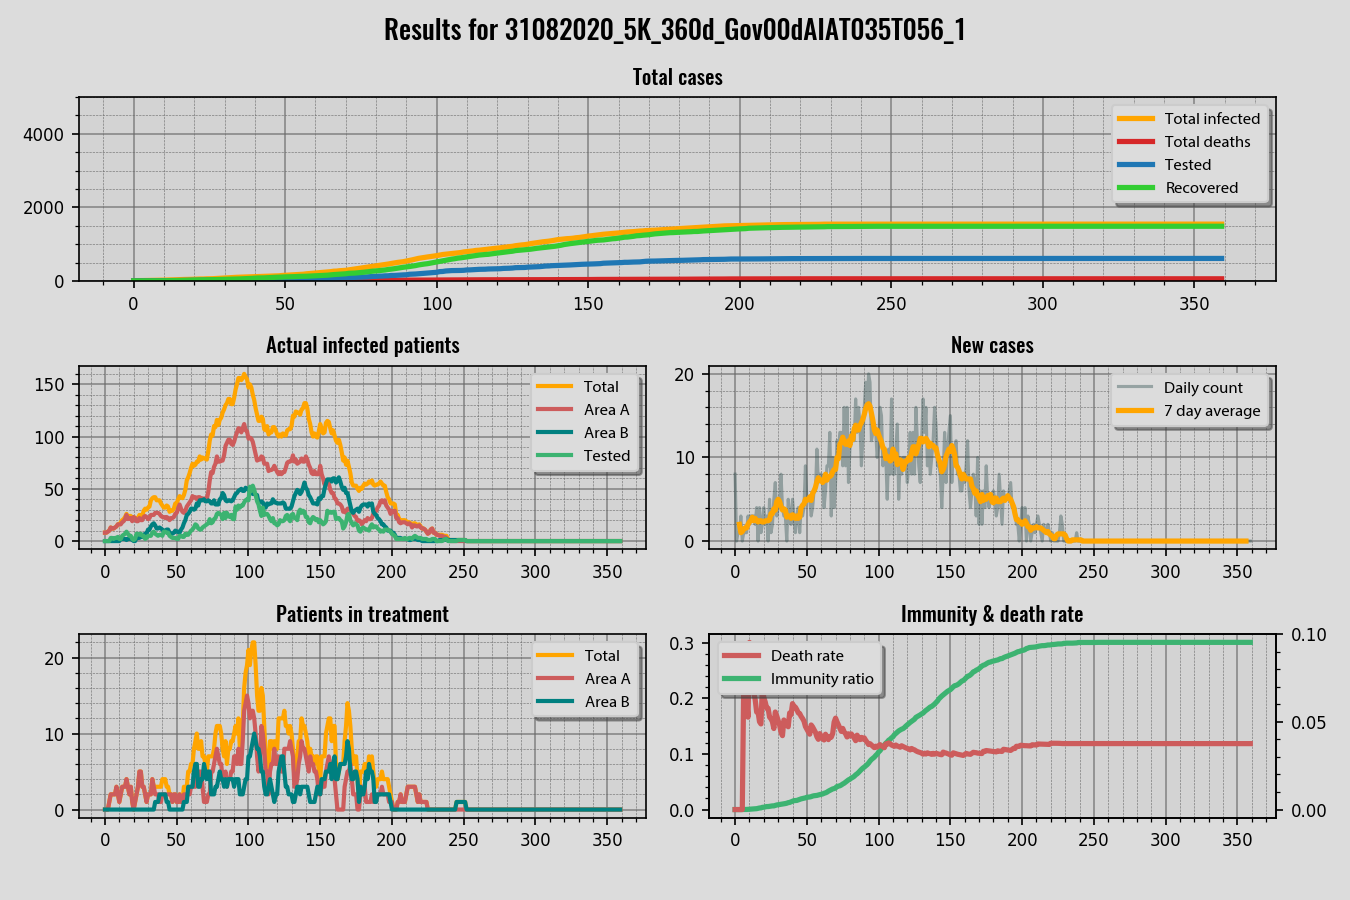 Results for 31082020_5K_360d_Gov00dAIAT035T056_1
Total cases
4000
2000
0
Total infected
Total deaths
Tested
Recovered
0 50 100 150 200 250 300 350
Actual infected patients
150
100
50
0
Total
Area A
Area B
Tested
0 50 100 150 200 250 300 350
New cases
20
10
0
Daily count
7 day average
0 50 100 150 200 250 300 350
Patients in treatment
20
10
0
Total
Area A
Area B
0 50 100 150 200 250 300 350
Immunity & death rate
0.3
0.2
0.1
0.0
Death rate
Immunity ratio
0.10
0.05
0.00
0 50 100 150 200 250 300 350